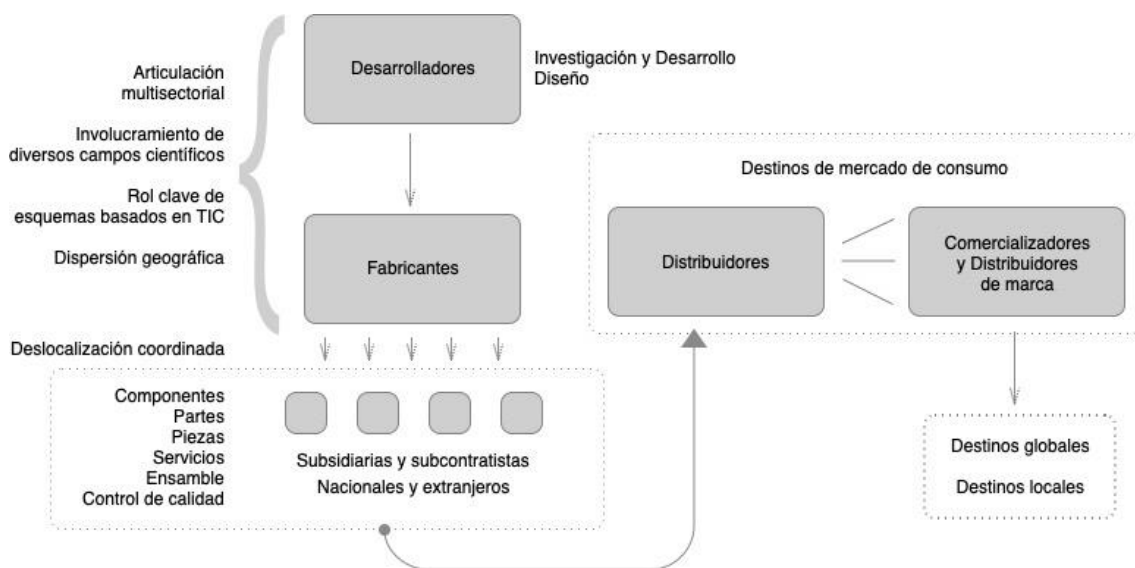 Desarrolladores
Investigación y Desarrollo
Diseño
Articulación
multisectorial
Involucramiento de
diversos campos científicos
Rol clave de
esquemas basados en TIC
Dispersión geográfica
Fabricantes
Deslocalización coordinada
Componentes
Partes
Piezas
Servicios
Ensamble
Control de calidad
Subsidiarias y subcontratistas
Nacionales y extranjeros
Destinos de mercado de consumo
Distribuidores
Comercializadores
y Distribuidores
de marca
Destinos globales
Destinos locales